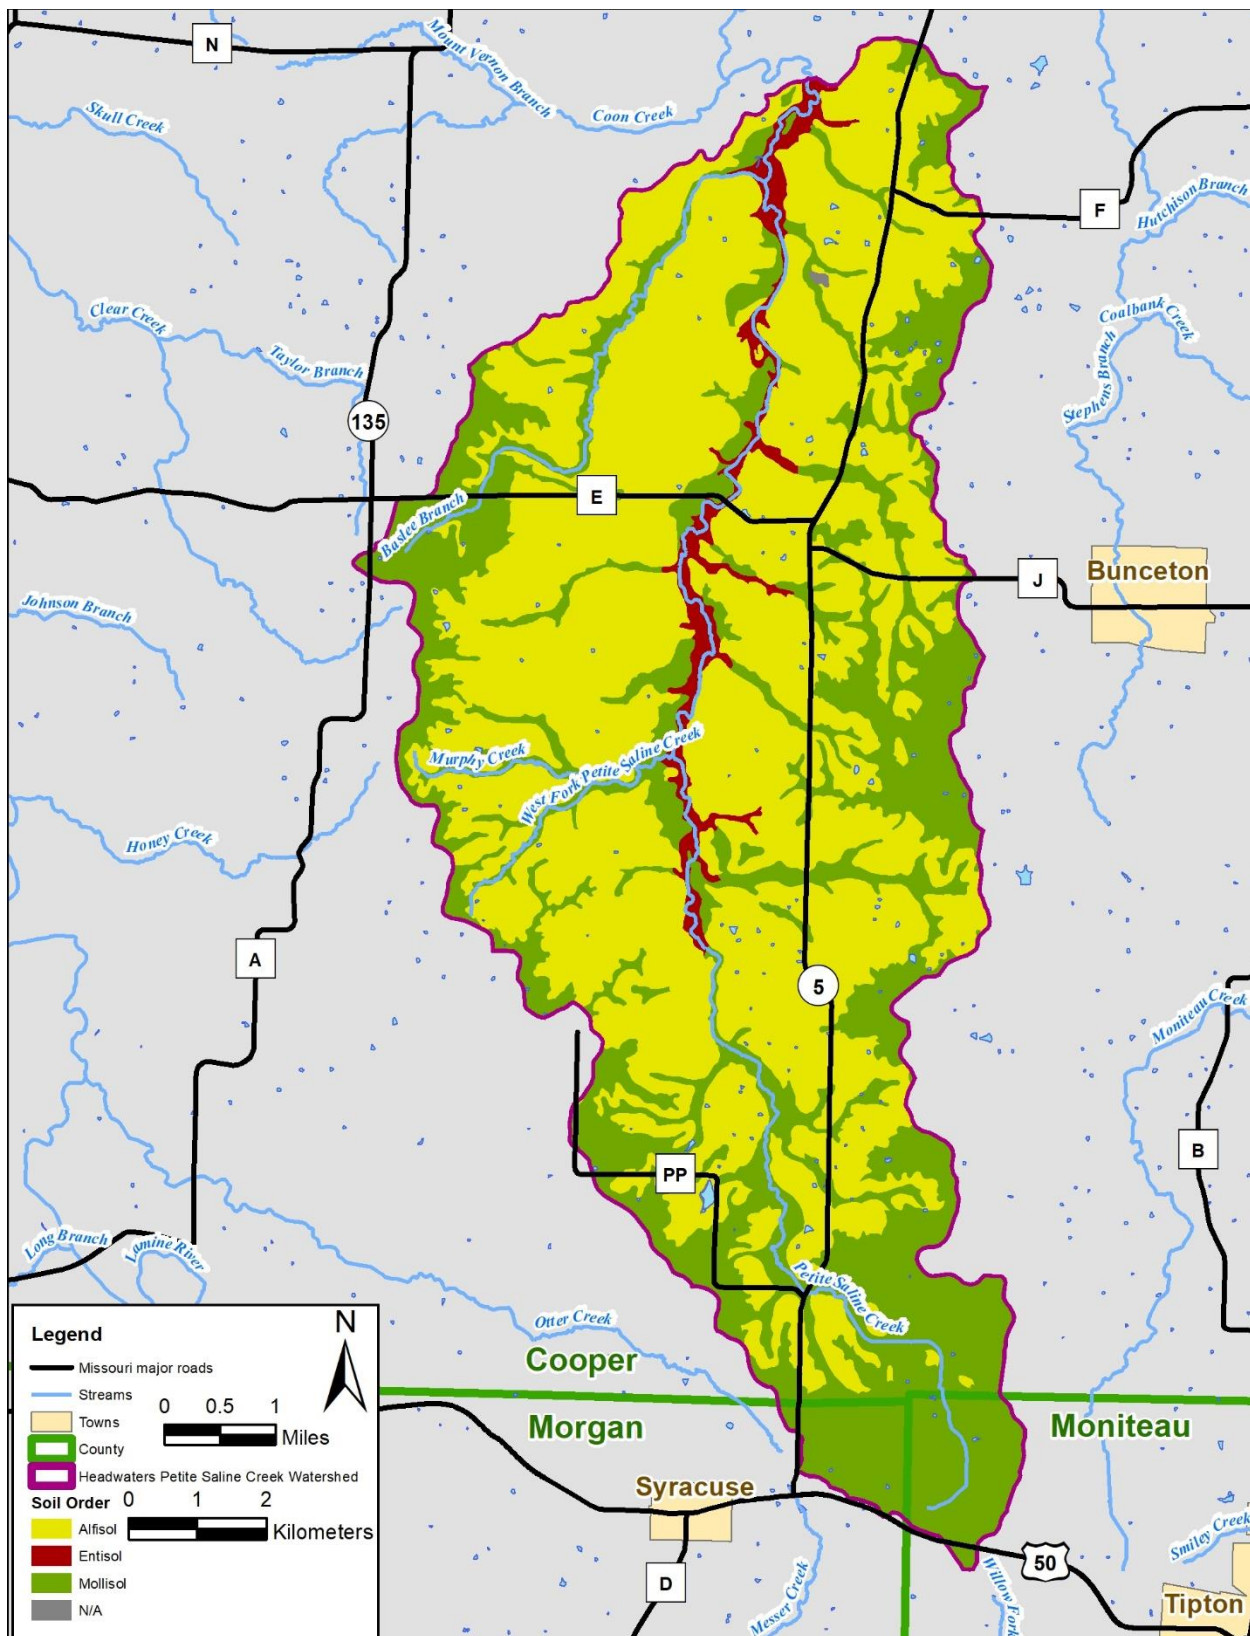 N
Mount Vernon Branch
Skull Creek
Coon Creek
F
Hutchison Branch
Clear Creek
Taylor Branch
Coalbank Creek
Stephens Branch
135
E
Baslee Branch
J
Bunceton
Johnson Branch
Murphy Creek
West Fork Petite Saline Creek
Honey Creek
A
5
Moniteau Creek
B
PP
Long Branch
Lamine River
Petite Saline Creek
Otter Creek
Cooper
Morgan
Moniteau
Syracuse
50
Smiley Creek
D
Messer Creek
Willow Fork
Tipton
Legend
N
Missouri major roads
Streams
0 0.5 1
Miles
Towns
County
Headwaters Petite Saline Creek Watershed
Soil Order
0 1 2
Kilometers
Alfisol
Entisol
Mollisol
N/A